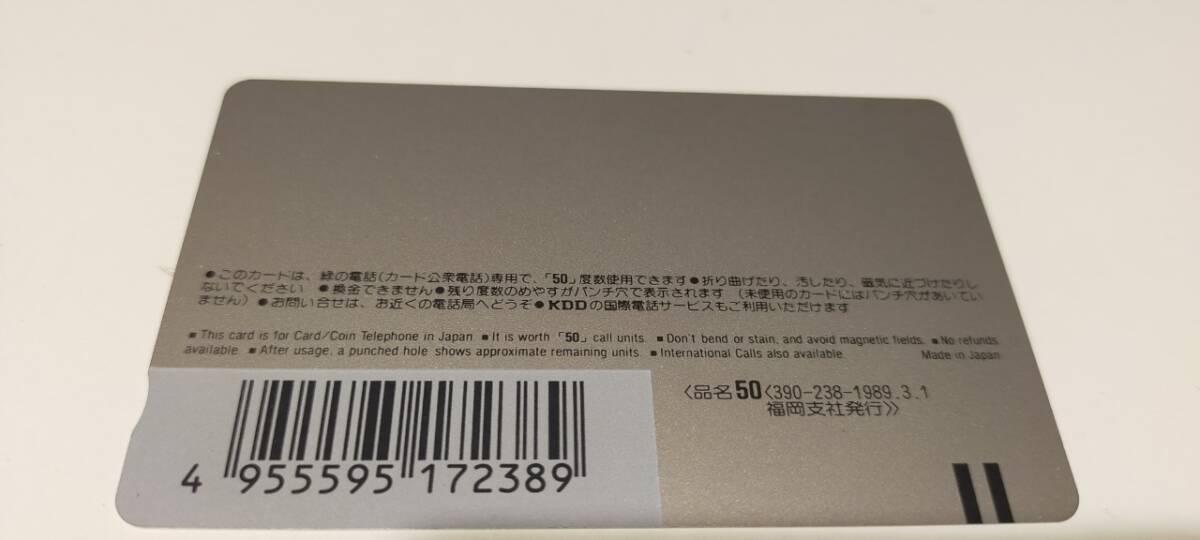 ●このカードは、緑の電話(カード公衆電話)専用で、「50」度数使用できます●折り曲げたり、汚したり、磁気に近づけたりし
ないでください ●換金できません●残り度数のめやすがパンチ穴で表示されます (未使用のカードにはパンチ穴があいてい
ません)●お問い合せは、お近くの電話局へどうぞ●KDDの国際電話サービスもご利用いただけます
■This card is for Card/Coin Telephone in Japan ■It is worth「50」call units. ■Don't bend or stain, and avoid magnetic fields. ■No refunds
available. ■After usage, a punched hole shows approximate remaining units. ■International Calls also available. Made in Japan
〈品名50〈390-238-1989.3.1
福岡支社発行〉〉
4 955595 172389